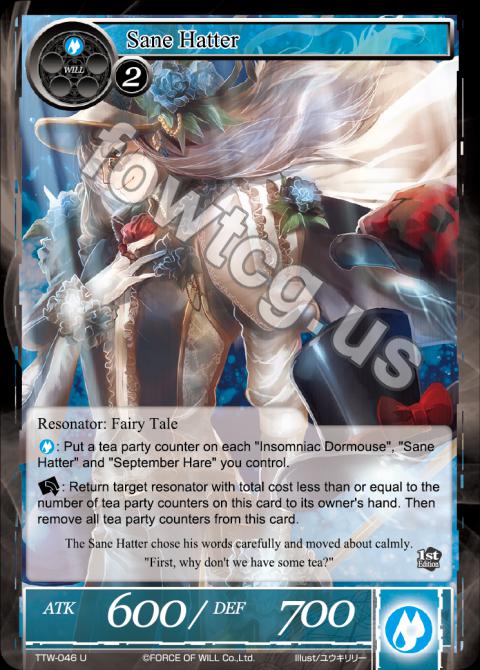 Sane Hatter
WILL
2
fowtcg.us
Resonator: Fairy Tale
: Put a tea party counter on each "Insomniac Dormouse", "Sane
Hatter" and "September Hare" you control.
: Return target resonator with total cost less than or equal to the
number of tea party counters on this card to its owner's hand. Then
remove all tea party counters from this card.
The Sane Hatter chose his words carefully and moved about calmly.
"First, why don't we have some tea?"
1st
Edition
ATK 600 / DEF 700
TTW-046 U ©FORCE OF WILL Co.,Ltd. Illust/ユウキリリー